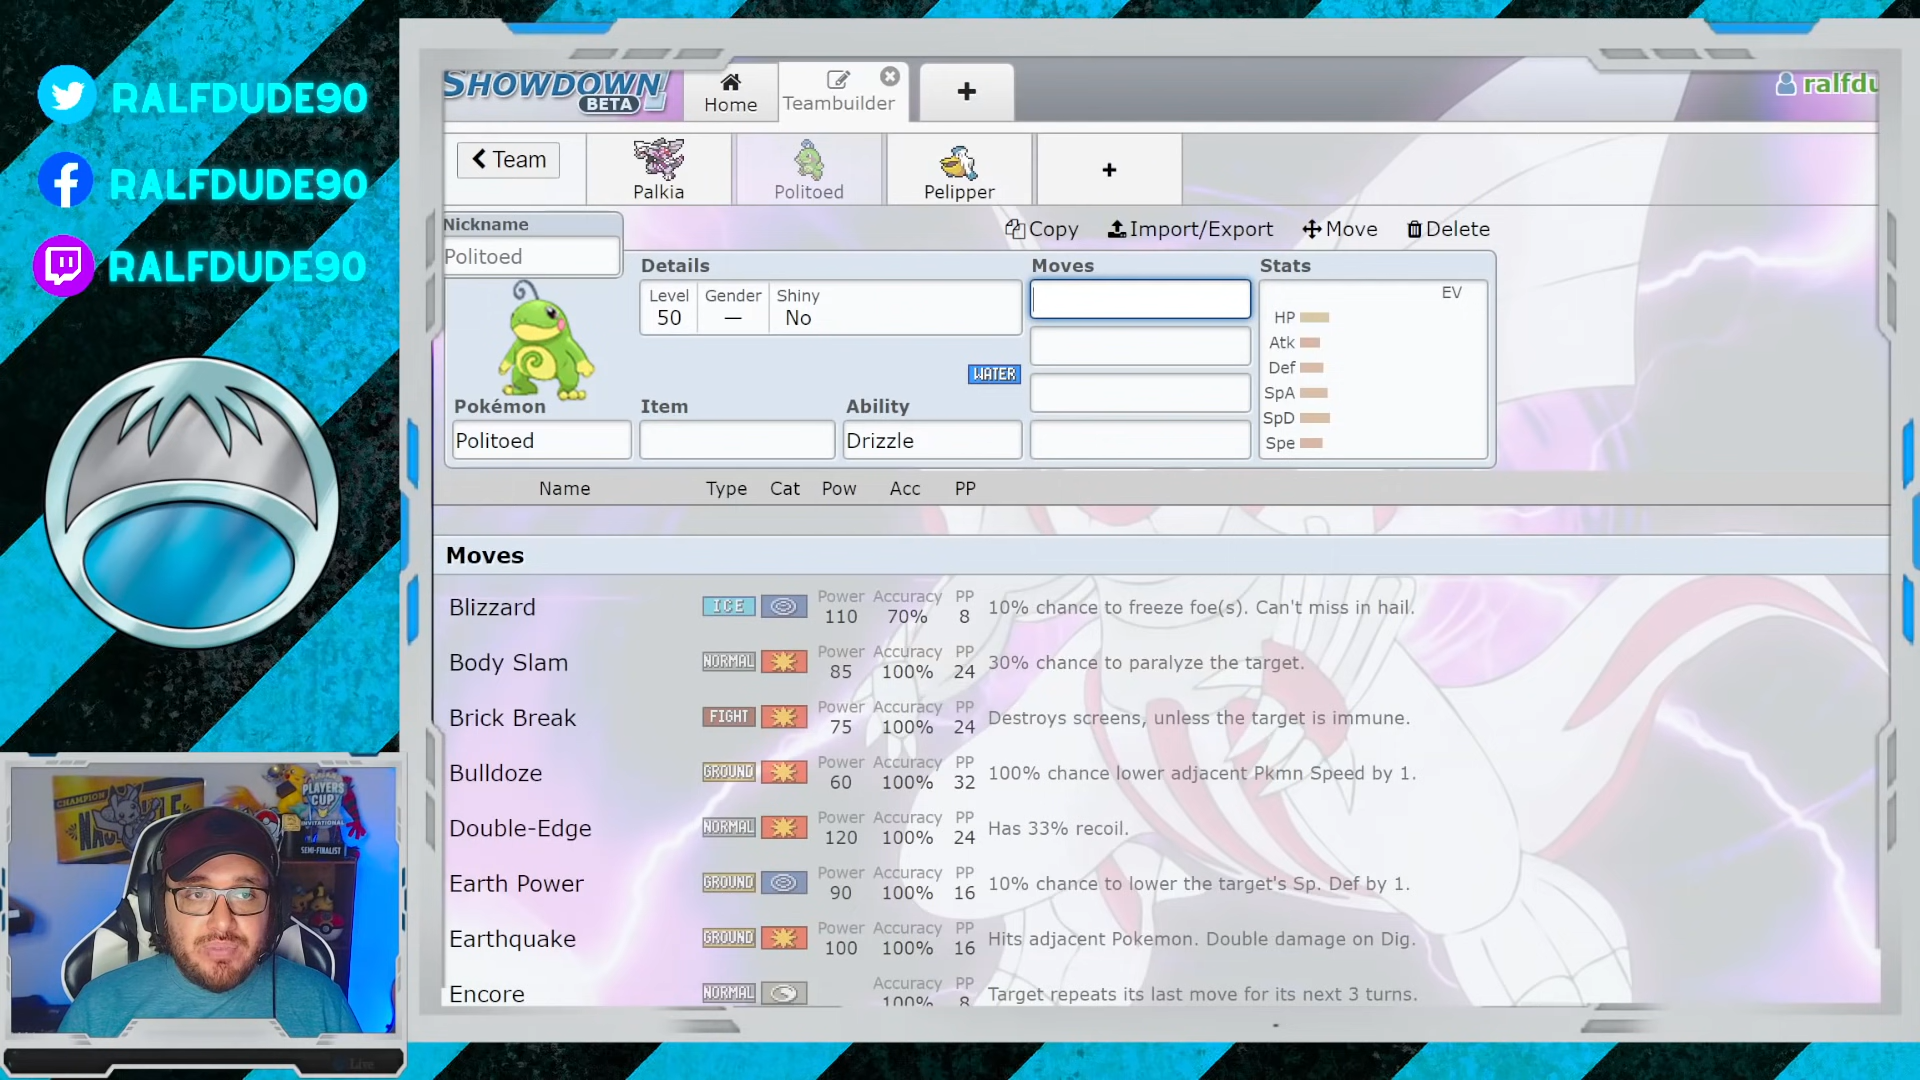 RALFDUDE90
RALFDUDE90
RALFDUDE90
SHOWDOWN
BETA
Home
Teambuilder
+
ralfdu
Team
Palkia
Politoed
Pelipper
+
Copy Import/Export Move Delete
Nickname
Politoed
Details
Level Gender Shiny
50 — No
WATER
Pokémon Item Ability
Politoed Drizzle
Moves
Stats
EV
HP
Atk
Def
SpA
SpD
Spe
Name Type Cat Pow Acc PP
Moves
Blizzard ICE Power 110 Accuracy 70% PP 8 10% chance to freeze foe(s). Can't miss in hail.
Body Slam NORMAL Power 85 Accuracy 100% PP 24 30% chance to paralyze the target.
Brick Break FIGHT Power 75 Accuracy 100% PP 24 Destroys screens, unless the target is immune.
Bulldoze GROUND Power 60 Accuracy 100% PP 32 100% chance lower adjacent Pkmn Speed by 1.
Double-Edge NORMAL Power 120 Accuracy 100% PP 24 Has 33% recoil.
Earth Power GROUND Power 90 Accuracy 100% PP 16 10% chance to lower the target's Sp. Def by 1.
Earthquake GROUND Power 100 Accuracy 100% PP 16 Hits adjacent Pokemon. Double damage on Dig.
Encore NORMAL Accuracy 100% PP 8 Target repeats its last move for its next 3 turns.
CHAMPION
PLAYERS
CUP
INVITATIONAL
SEMI-FINALIST
Live